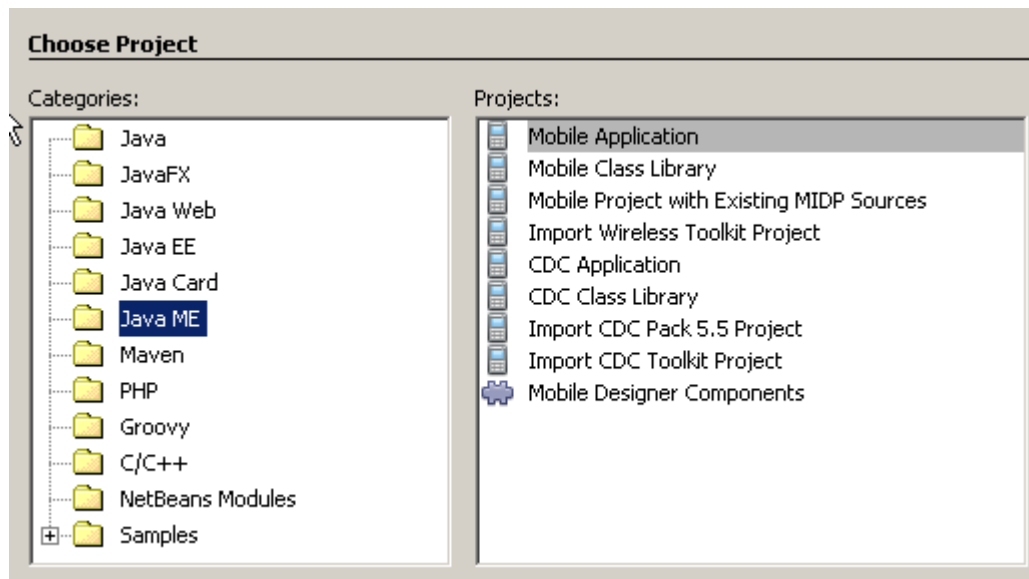 Choose Project
Categories:
Java
JavaFX
Java Web
Java EE
Java Card
Java ME
Maven
PHP
Groovy
C/C++
NetBeans Modules
Samples
Projects:
Mobile Application
Mobile Class Library
Mobile Project with Existing MIDP Sources
Import Wireless Toolkit Project
CDC Application
CDC Class Library
Import CDC Pack 5.5 Project
Import CDC Toolkit Project
Mobile Designer Components